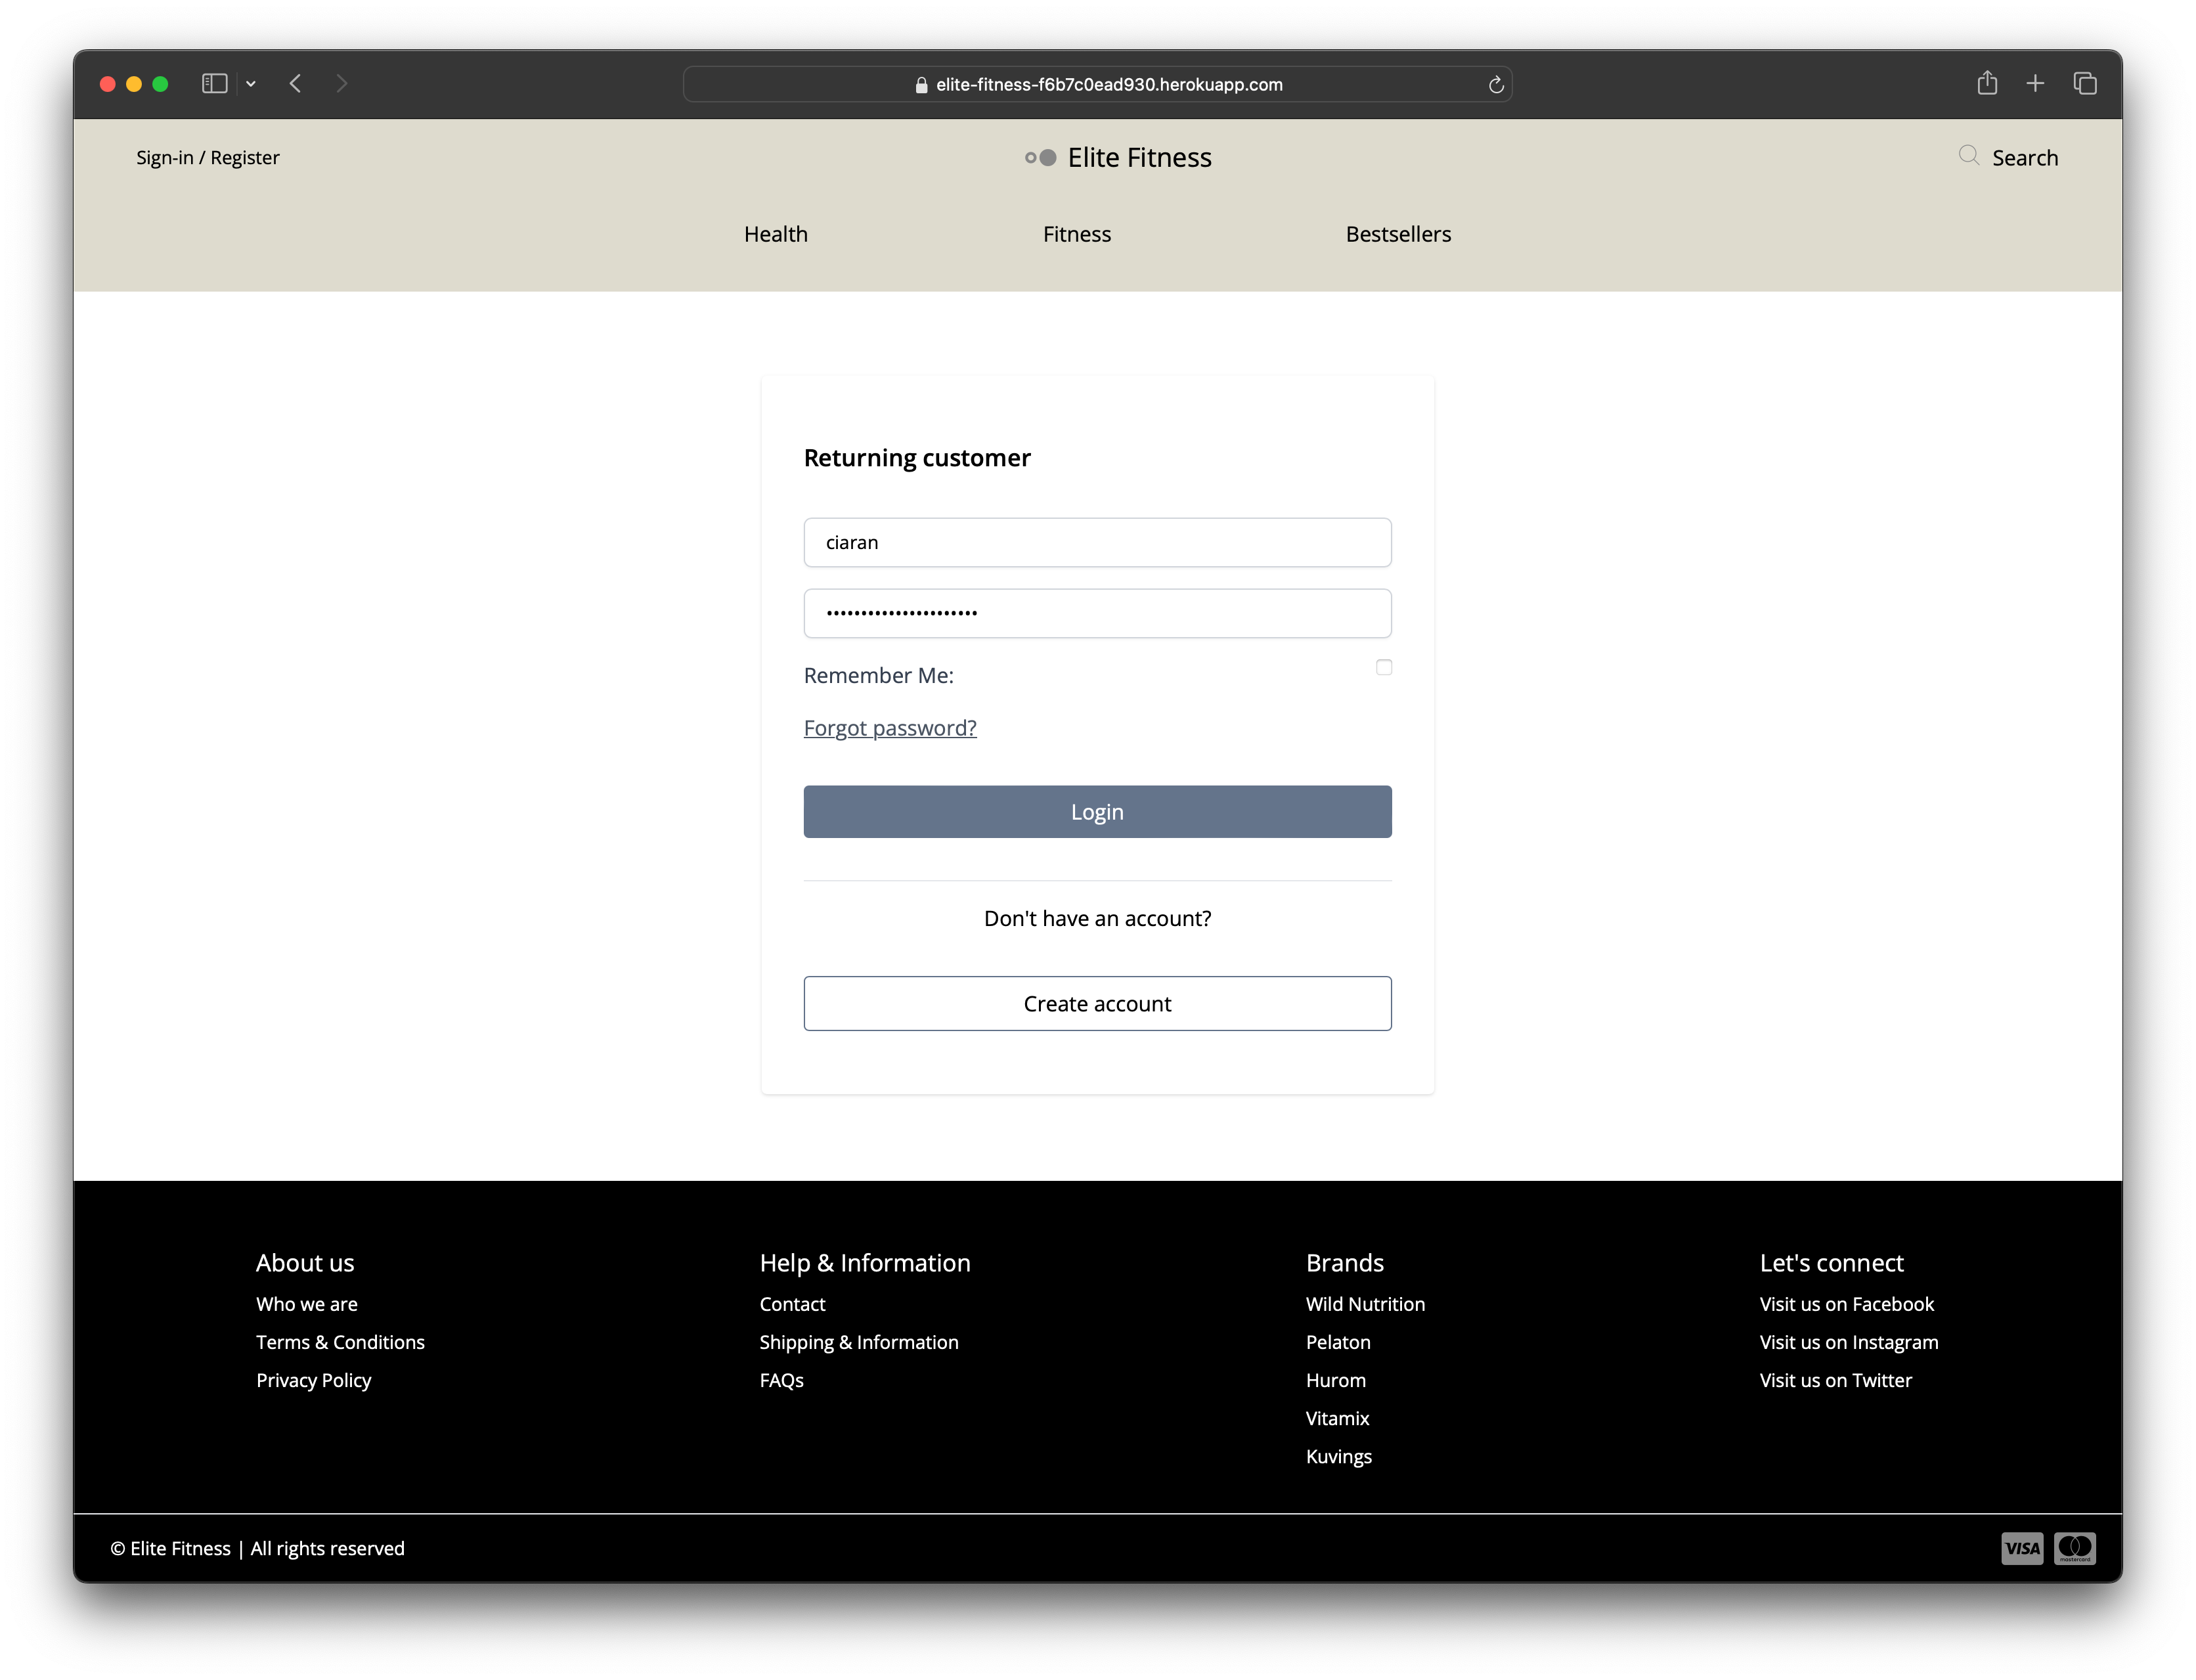 elite-fitness-f6b7c0ead930.herokuapp.com
Sign-in / Register
Elite Fitness
Search
Health
Fitness
Bestsellers
Returning customer
ciaran
••••••••••••••••••••••
Remember Me:
Forgot password?
Login
Don't have an account?
Create account
About us
Who we are
Terms & Conditions
Privacy Policy
Help & Information
Contact
Shipping & Information
FAQs
Brands
Wild Nutrition
Pelaton
Hurom
Vitamix
Kuvings
Let's connect
Visit us on Facebook
Visit us on Instagram
Visit us on Twitter
© Elite Fitness | All rights reserved
VISA
mastercard